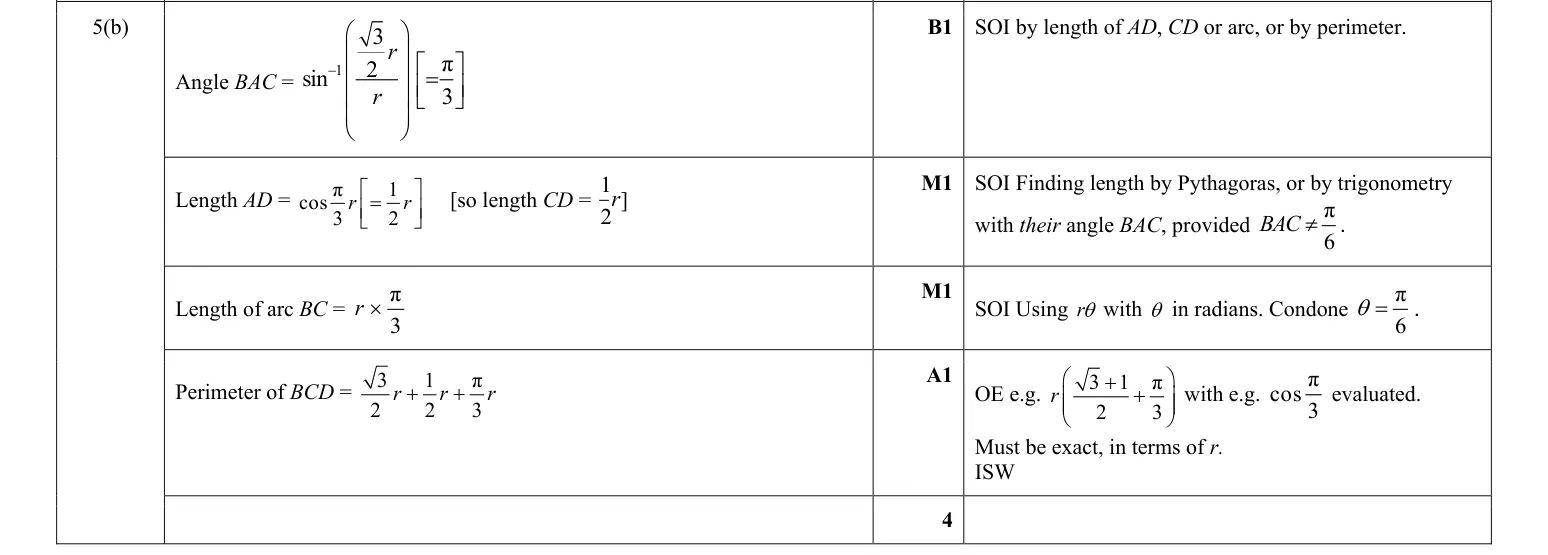 5(b)
Angle BAC = sin⁻¹((√3/2 r)/r) [= π/3]
B1
SOI by length of AD, CD or arc, or by perimeter.
Length AD = cos π/3 r [= 1/2 r] [so length CD = 1/2 r]
M1
SOI Finding length by Pythagoras, or by trigonometry
with their angle BAC, provided BAC ≠ π/6.
Length of arc BC = r × π/3
M1
SOI Using rθ with θ in radians. Condone θ = π/6.
Perimeter of BCD = √3/2 r + 1/2 r + π/3 r
A1
OE e.g. r((√3 + 1)/2 + π/3) with e.g. cos π/3 evaluated.
Must be exact, in terms of r.
ISW
4